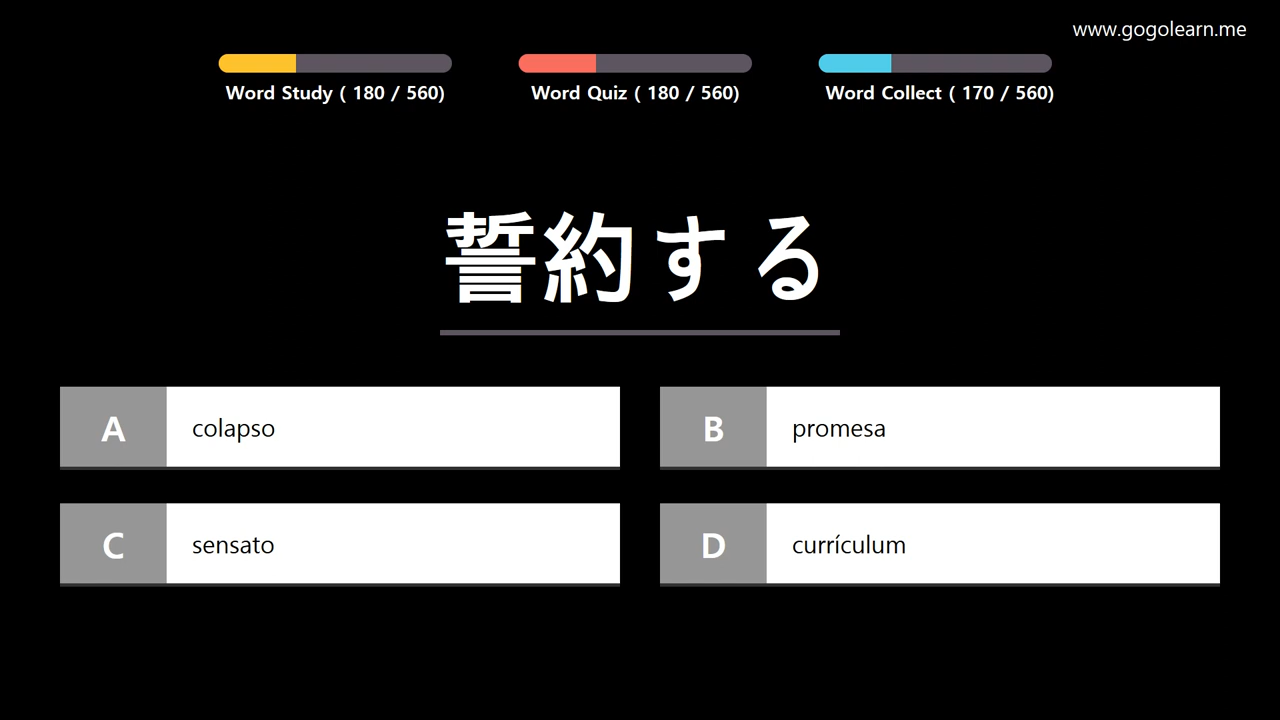 www.gogolearn.me
Word Study ( 180 / 560)
Word Quiz ( 180 / 560)
Word Collect ( 170 / 560)
誓約する
A colapso
B promesa
C sensato
D currículum